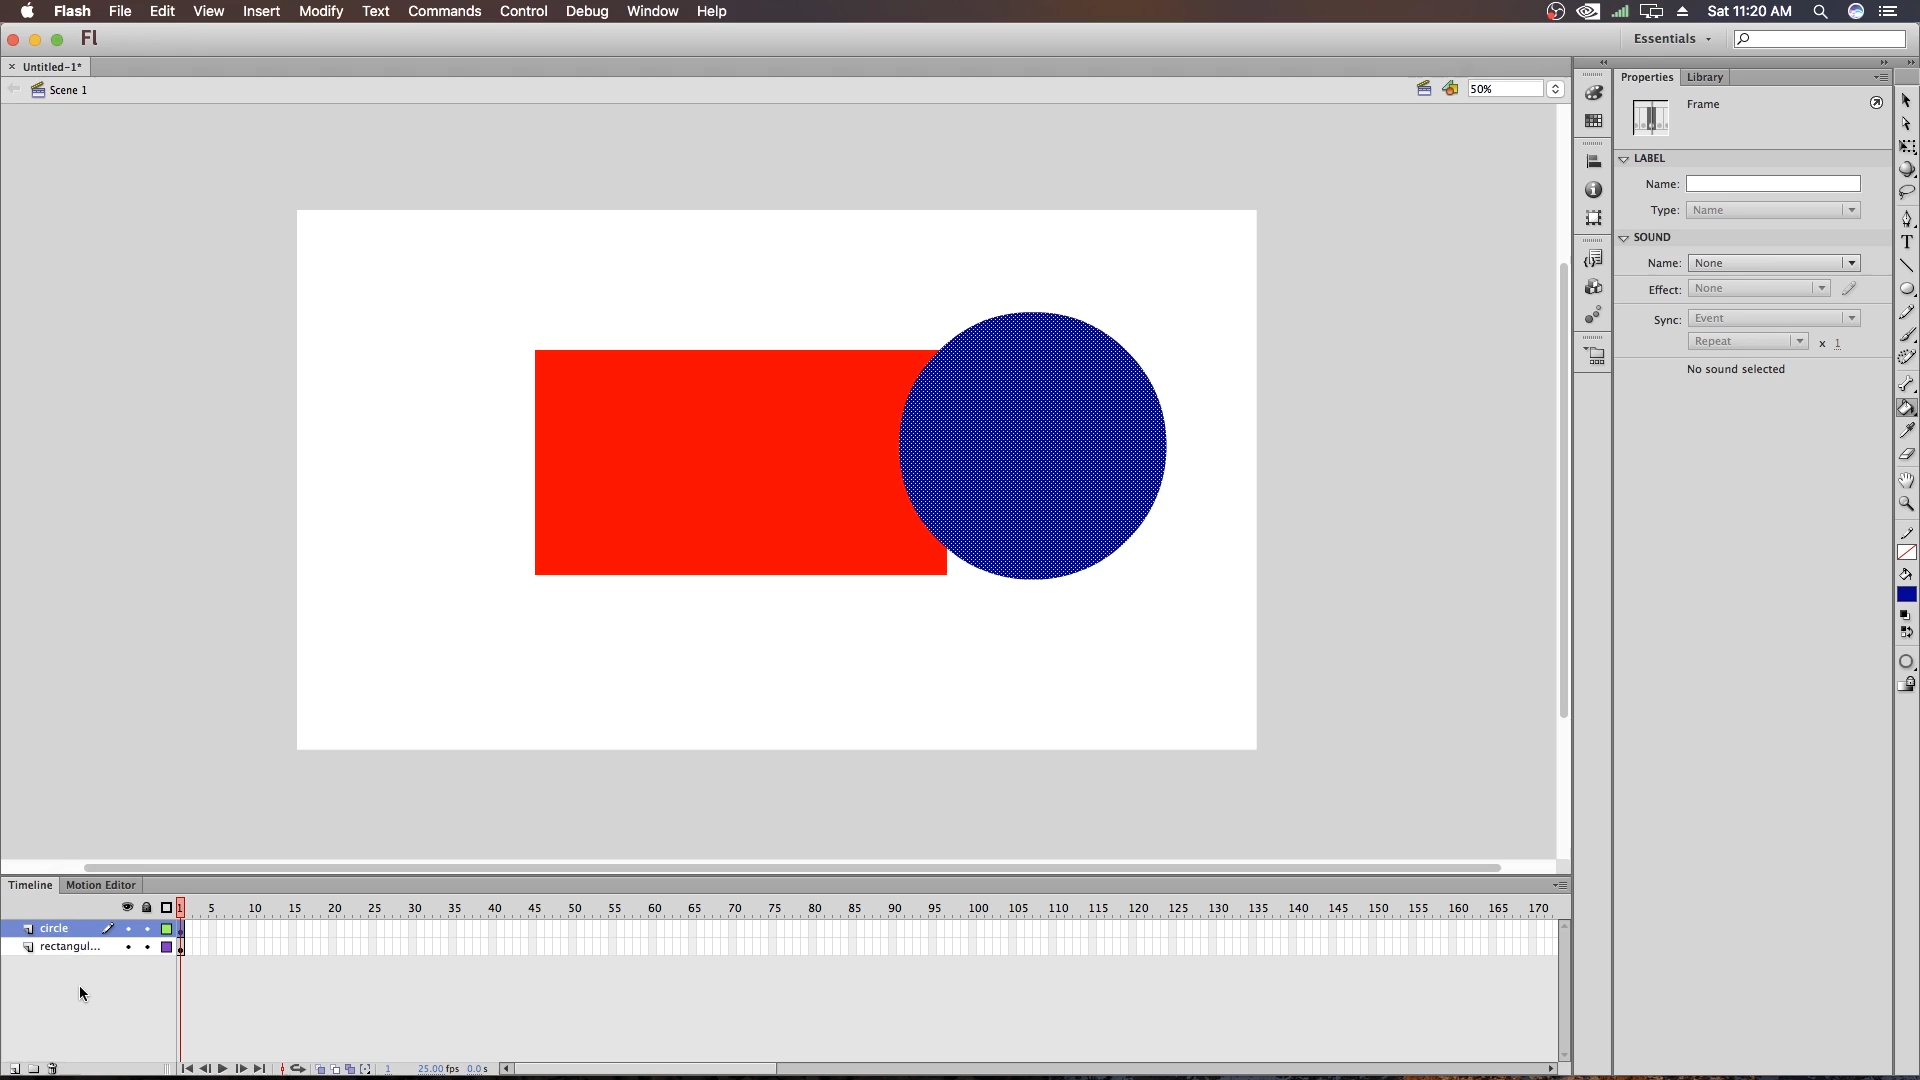 Flash File Edit View Insert Modify Text Commands Control Debug Window Help Sat 11:20 AM
Fl Essentials
Untitled-1*
Scene 1 50%
Properties Library
Frame
LABEL
Name:
Type: Name
SOUND
Name: None
Effect: None
Sync: Event
Repeat x 1
No sound selected
Timeline Motion Editor
1 5 10 15 20 25 30 35 40 45 50 55 60 65 70 75 80 85 90 95 100 105 110 115 120 125 130 135 140 145 150 155 160 165 170
circle
rectangul...
1 25.00 fps 0.0 s